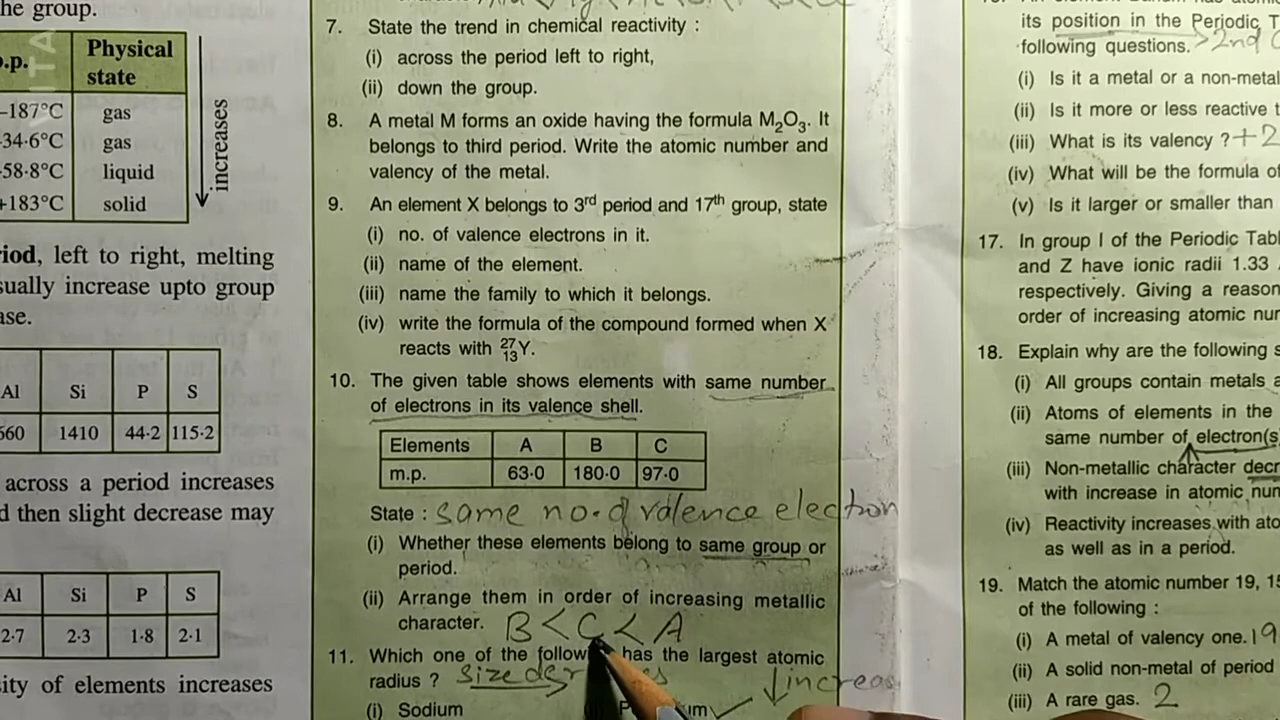 he group.
.p.
Physical
state
–187°C
gas
34·6°C
gas
58·8°C
liquid
+183°C
solid
increases
riod, left to right, melting
sually increase upto group
ase.
Al Si P S
660 1410 44·2 115·2
across a period increases
d then slight decrease may
Al Si P S
2·7 2·3 1·8 2·1
sity of elements increases
7. State the trend in chemical reactivity :
(i) across the period left to right,
(ii) down the group.
8. A metal M forms an oxide having the formula M₂O₃. It
belongs to third period. Write the atomic number and
valency of the metal.
9. An element X belongs to 3rd period and 17th group, state
(i) no. of valence electrons in it.
(ii) name of the element.
(iii) name the family to which it belongs.
(iv) write the formula of the compound formed when X
reacts with ²⁷₁₃Y.
10. The given table shows elements with same number
of electrons in its valence shell.
Elements A B C
m.p. 63·0 180·0 97·0
State : same no. of valence electron
(i) Whether these elements belong to same group or
period.
(ii) Arrange them in order of increasing metallic
character. B < C < A
11. Which one of the follow has the largest atomic
radius ? size
increas
(i) Sodium
um
its position in the Periodic T
following questions. 2nd
(i) Is it a metal or a non-metal
(ii) Is it more or less reactive t
(iii) What is its valency ? +2
(iv) What will be the formula of
(v) Is it larger or smaller than
17. In group I of the Periodic Tabl
and Z have ionic radii 1.33
respectively. Giving a reason
order of increasing atomic nur
18. Explain why are the following s
(i) All groups contain metals a
(ii) Atoms of elements in the
same number of electron(s
(iii) Non-metallic character decr
with increase in atomic num
(iv) Reactivity increases with ato
as well as in a period.
19. Match the atomic number 19, 15
of the following :
(i) A metal of valency one. 19
(ii) A solid non-metal of period
(iii) A rare gas. 2